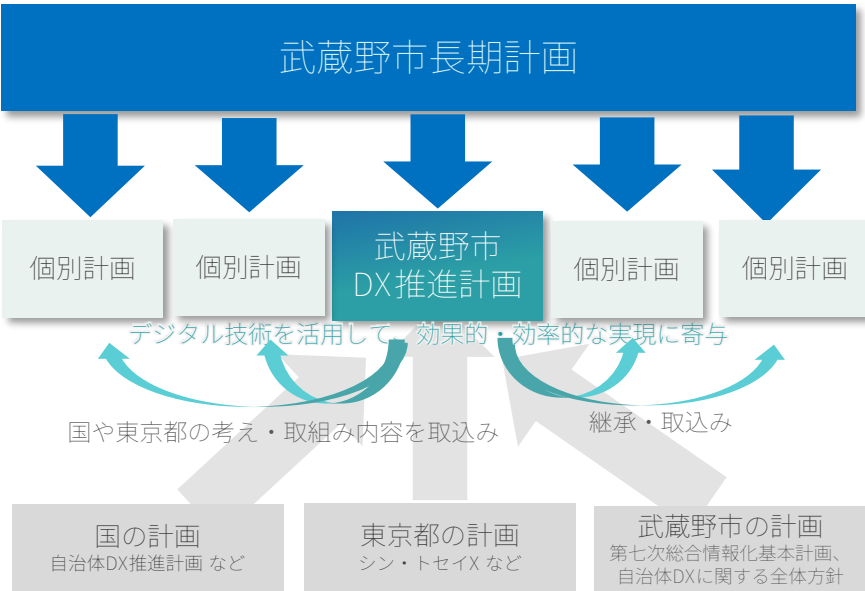 武蔵野市長期計画
個別計画
個別計画
武蔵野市
DX推進計画
個別計画
個別計画
デジタル技術を活用して、効果的・効率的な実現に寄与
国や東京都の考え・取組み内容を取込み
継承・取込み
国の計画
自治体DX推進計画 など
東京都の計画
シン・トセイX など
武蔵野市の計画
第七次総合情報化基本計画、
自治体DXに関する全体方針